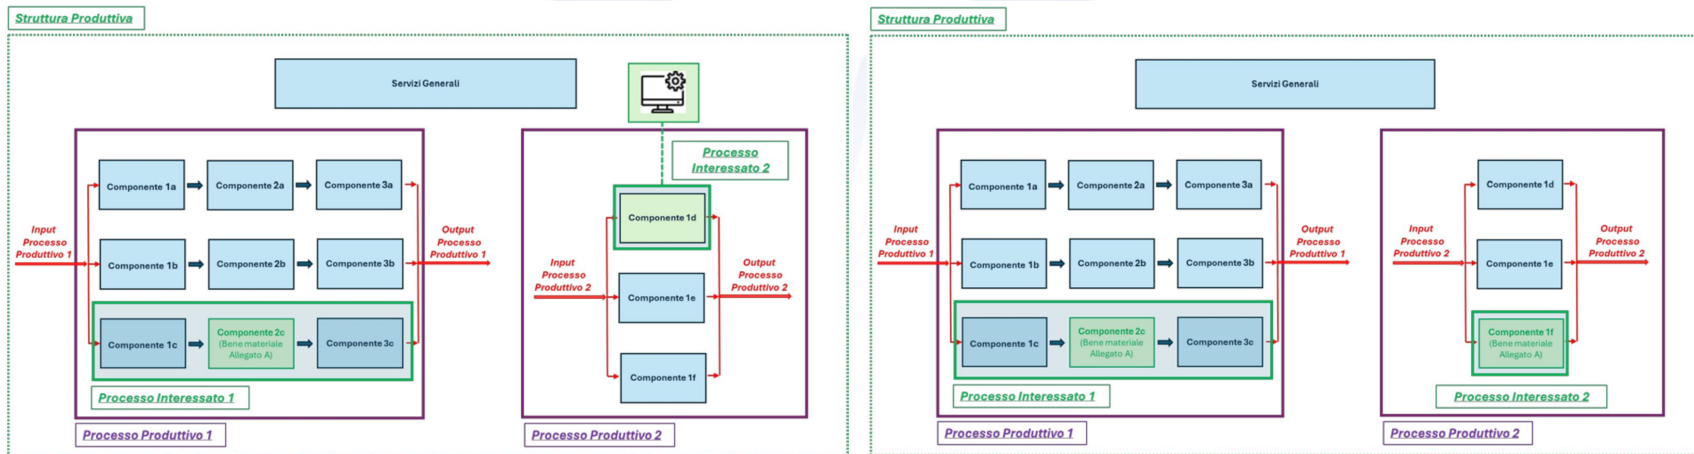 Struttura Produttiva
Servizi Generali
Componente 1a
Componente 2a
Componente 3a
Input
Processo
Produttivo 1
Output
Processo
Produttivo 1
Componente 1b
Componente 2b
Componente 3b
Componente 1c
Componente 2c
(Bene materiale
Allegato A)
Componente 3c
Processo Interessato 1
Processo Produttivo 1
Processo
Interessato 2
Componente 1d
Input
Processo
Produttivo 2
Output
Processo
Produttivo 2
Componente 1e
Componente 1f
Processo Produttivo 2
Struttura Produttiva
Servizi Generali
Componente 1a
Componente 2a
Componente 3a
Input
Processo
Produttivo 1
Output
Processo
Produttivo 1
Componente 1b
Componente 2b
Componente 3b
Componente 1c
Componente 2c
(Bene materiale
Allegato A)
Componente 3c
Processo Interessato 1
Processo Produttivo 1
Componente 1d
Input
Processo
Produttivo 2
Output
Processo
Produttivo 2
Componente 1e
Componente 1f
(Bene materiale
Allegato A)
Processo Interessato 2
Processo Produttivo 2